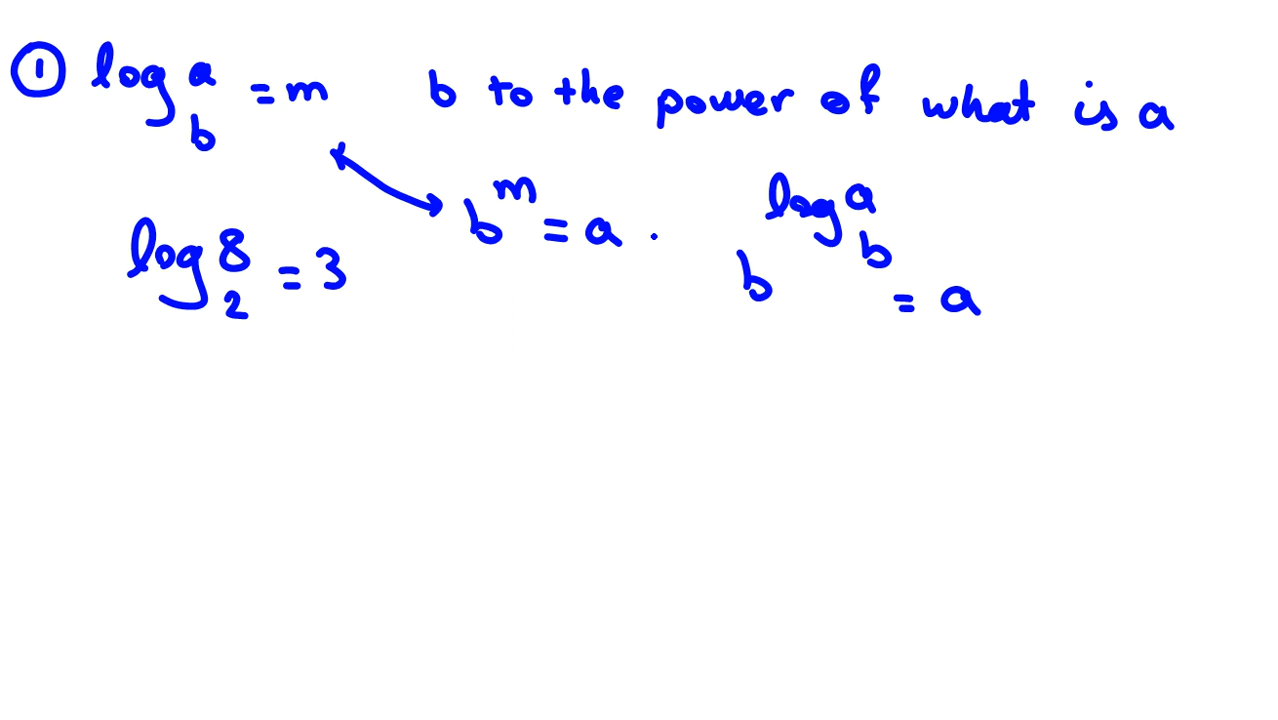 ① log_b a = m b to the power of what is a
b^m = a . b^(log_b a) = a
log_2 8 = 3